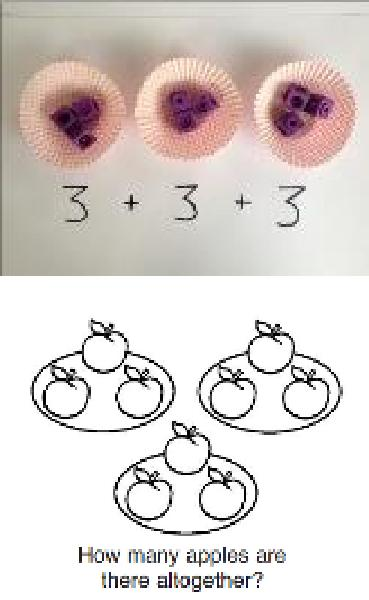 3 + 3 + 3
How many apples are
there altogether?